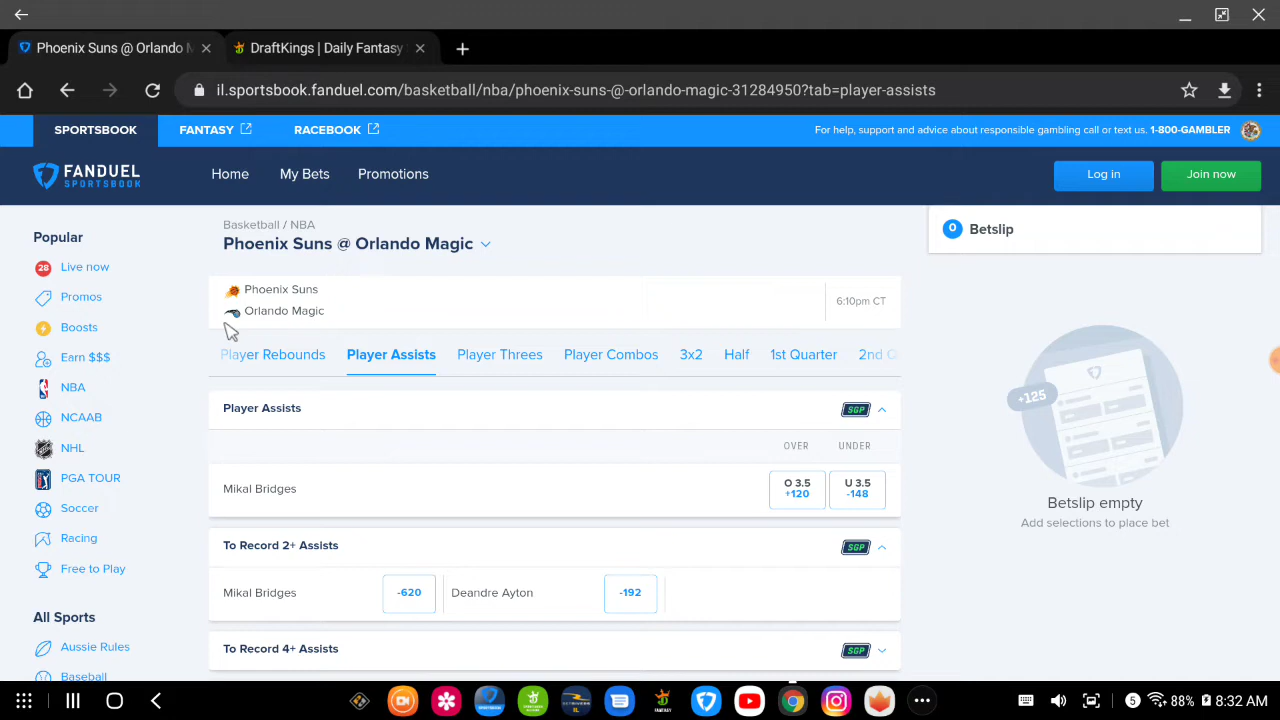 Phoenix Suns @ Orlando M
DraftKings | Daily Fantasy
il.sportsbook.fanduel.com/basketball/nba/phoenix-suns-@-orlando-magic-31284950?tab=player-assists
SPORTSBOOK FANTASY RACEBOOK For help, support and advice about responsible gambling call or text us. 1-800-GAMBLER
FANDUEL SPORTSBOOK
Home My Bets Promotions Log in Join now
Popular
28 Live now
Promos
Boosts
Earn $$$
NBA
NCAAB
NHL
PGA TOUR
Soccer
Racing
Free to Play
All Sports
Aussie Rules
Baseball
Basketball / NBA
Phoenix Suns @ Orlando Magic
Phoenix Suns
Orlando Magic
6:10pm CT
Player Rebounds Player Assists Player Threes Player Combos 3x2 Half 1st Quarter 2nd Q
Player Assists SGP
OVER UNDER
Mikal Bridges O 3.5 +120 U 3.5 -148
To Record 2+ Assists SGP
Mikal Bridges -620 Deandre Ayton -192
To Record 4+ Assists SGP
0 Betslip
+125
Betslip empty
Add selections to place bet
5 88% 8:32 AM